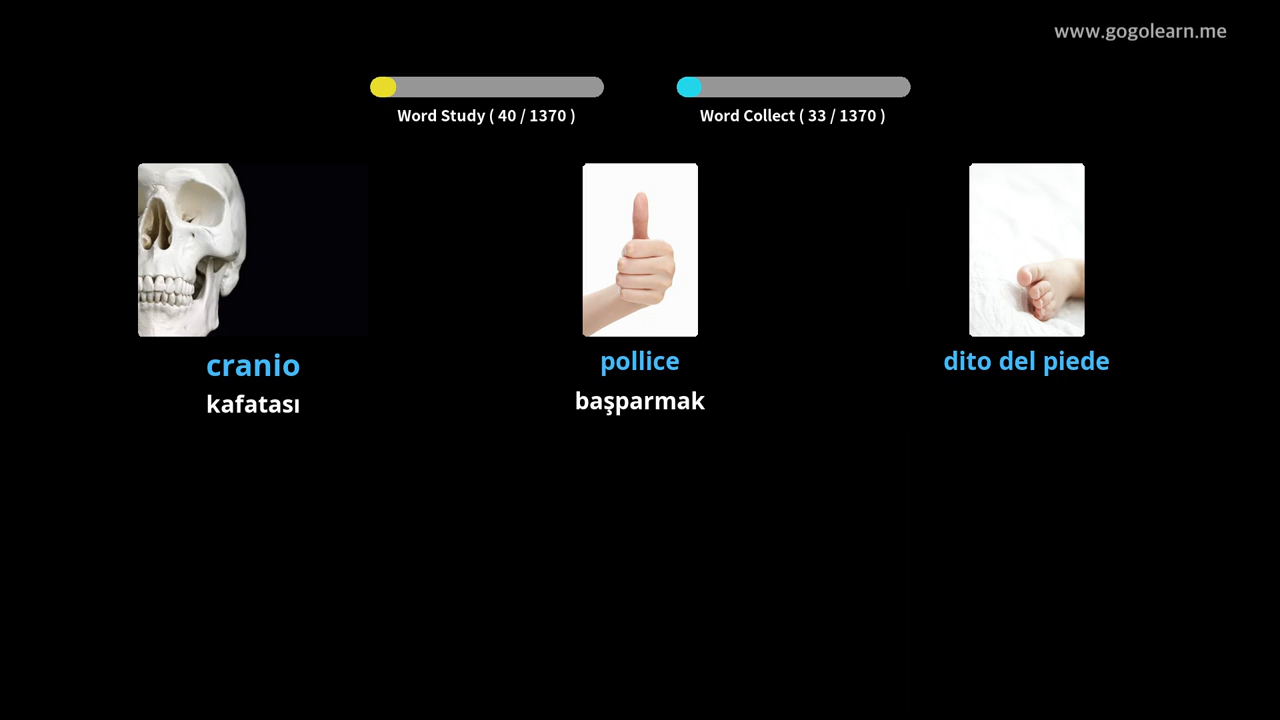 www.gogolearn.me
Word Study ( 40 / 1370 )
Word Collect ( 33 / 1370 )
cranio
kafatası
pollice
başparmak
dito del piede